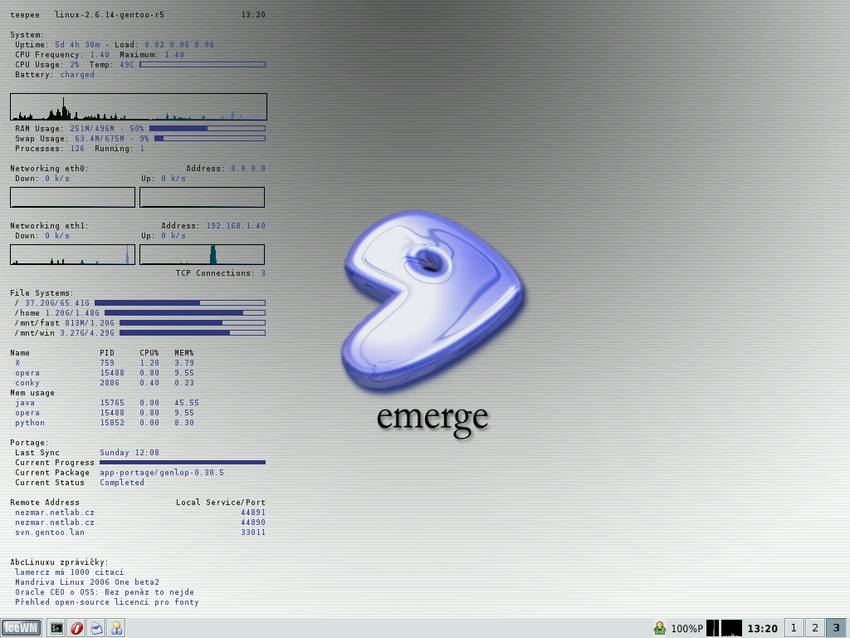 teepee linux-2.6.14-gentoo-r5 13:20
System:
Uptime: 5d 4h 30m - Load: 0.02 0.06 0.06
CPU Frequency: 1.40 Maximum: 1.40
CPU Usage: 2% Temp: 49C
Battery: charged
RAM Usage: 251M/496M - 50%
Swap Usage: 63.4M/675M - 9%
Processes: 126 Running: 1
Networking eth0: Address: 0.0.0.0
Down: 0 k/s Up: 0 k/s
Networking eth1: Address: 192.168.1.40
Down: 0 k/s Up: 0 k/s
TCP Connections: 3
File Systems:
/ 37.20G/65.41G
/home 1.20G/1.48G
/mnt/fast 813M/1.20G
/mnt/win 3.27G/4.29G
Name PID CPU% MEM%
X 759 1.20 3.79
opera 15488 0.80 9.55
conky 2886 0.40 0.23
Mem usage
java 15765 0.00 45.55
opera 15488 0.80 9.55
python 15852 0.00 8.30
Portage:
Last Sync Sunday 12:08
Current Progress
Current Package app-portage/genlop-0.30.5
Current Status Completed
Remote Address Local Service/Port
nezmar.netlab.cz 44891
nezmar.netlab.cz 44890
svn.gentoo.lan 33011
AbcLinuxu zprávičky:
lamercz má 1000 citací
Mandriva Linux 2006 One beta2
Oracle CEO o OSS: Bez peněz to nejde
Přehled open-source licencí pro fonty
emerge
IceWM 100%P 13:20 1 2 3